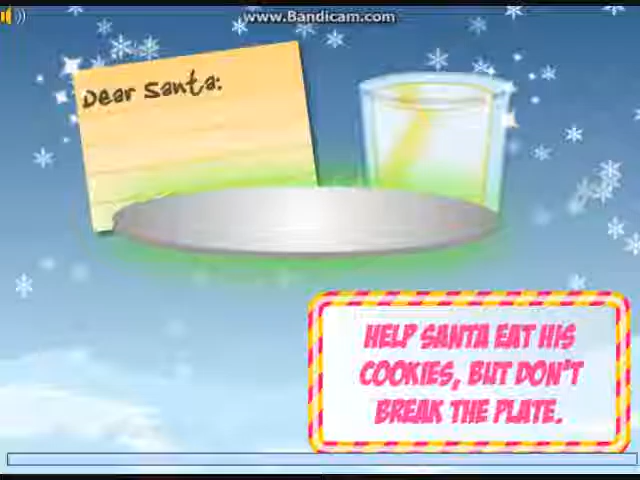 www.Bandicam.com
Dear Santa:
HELP SANTA EAT HIS
COOKIES, BUT DON'T
BREAK THE PLATE.